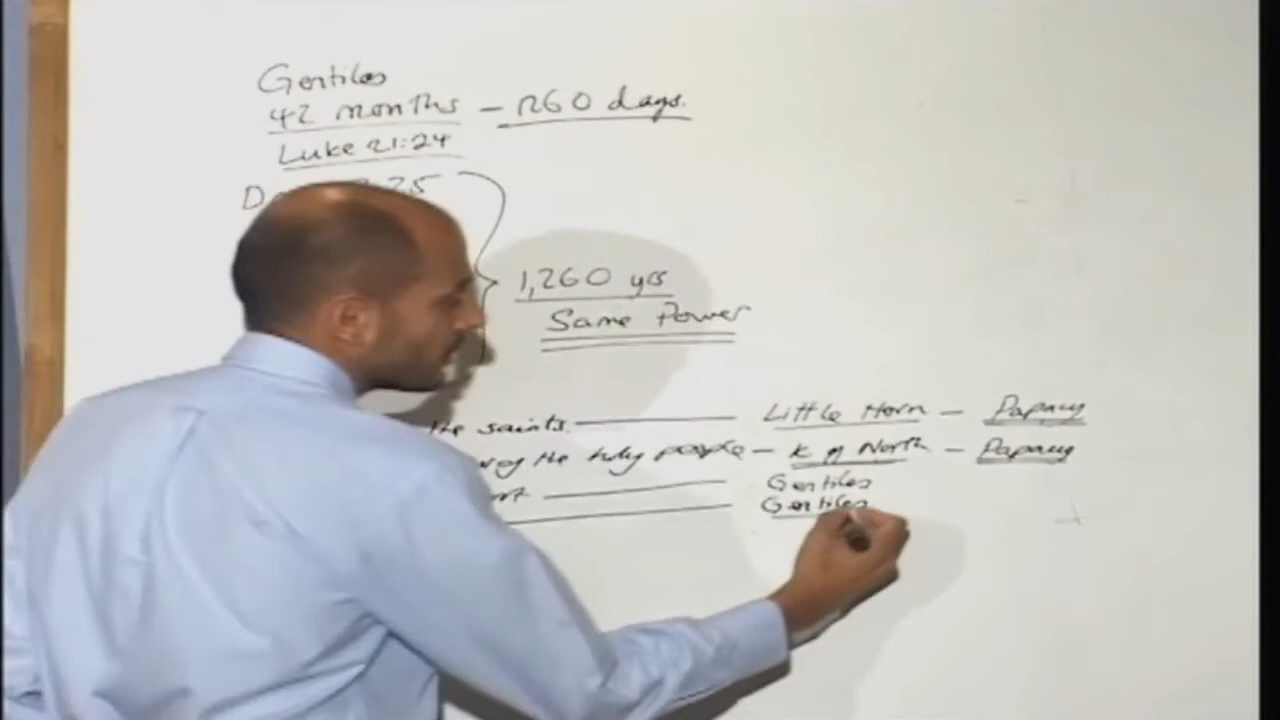 Gentiles
42 months - 1260 days.
Luke 21:24
25
1,260 yrs
Same Power
the saints. Little Horn - Papacy
the holy people - K of North - Papacy
Gentiles
Gentiles